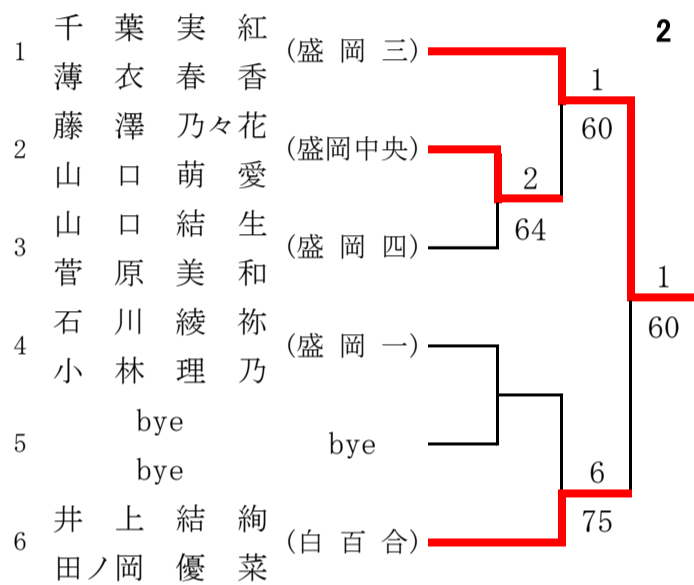 2
1 千葉実紅 (盛岡三)
薄衣春香
1
60
2 藤澤乃々花 (盛岡中央)
山口萌愛
2
64
3 山口結生 (盛岡四)
菅原美和
1
60
4 石川綾祢 (盛岡一)
小林理乃
5 bye bye
bye
6
75
6 井上結絢 (白百合)
田ノ岡優菜